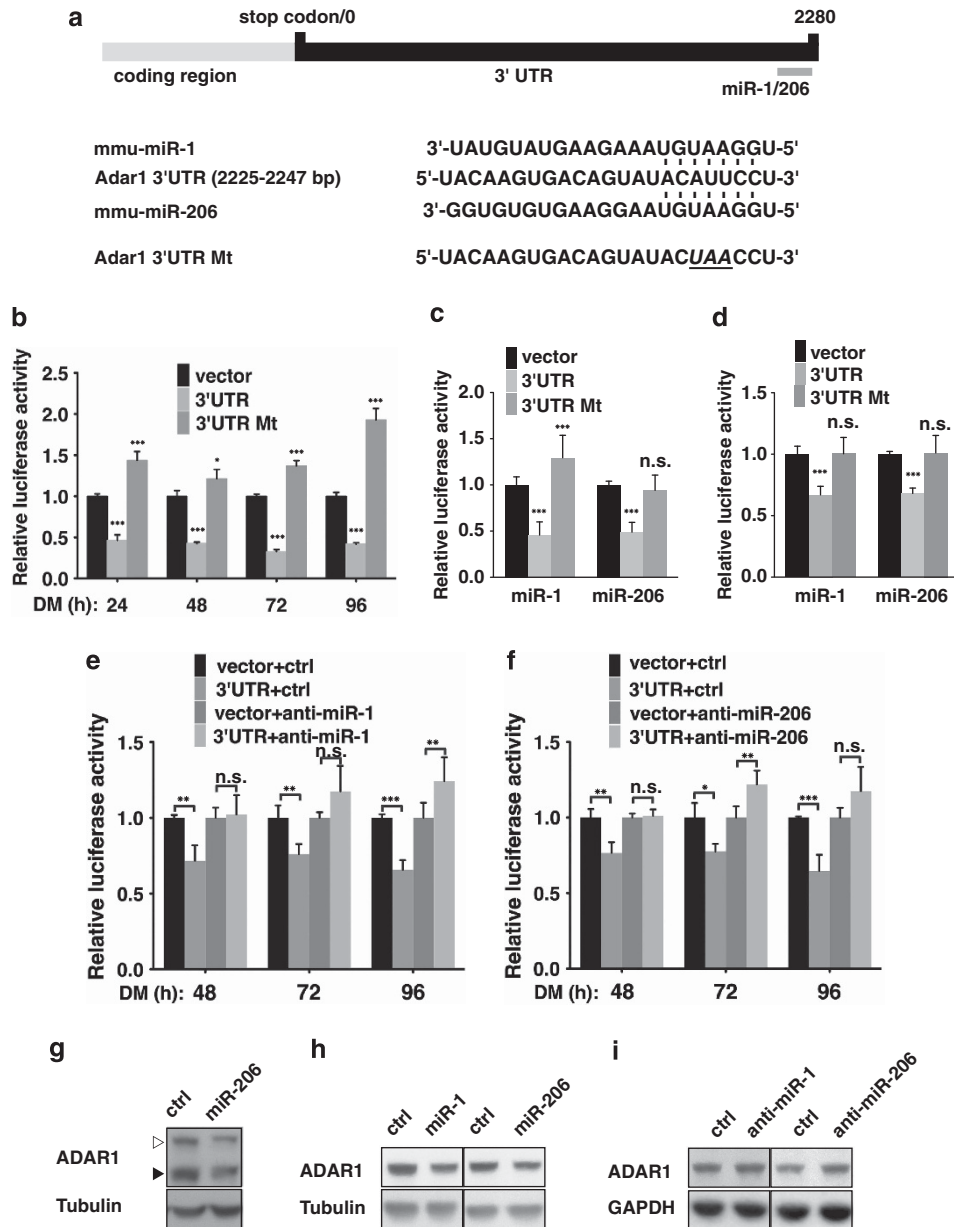 a
stop codon/0
2280
coding region
3' UTR
miR-1/206
mmu-miR-1
3'-UAUGUAUGAAGAAAUGUAAGGU-5'
Adar1 3'UTR (2225-2247 bp)
5'-UACAAGUGACAGUAUACAUUCCU-3'
mmu-miR-206
3'-GGUGUGUGAAGGAAUGUAAGGU-5'
Adar1 3'UTR Mt
5'-UACAAGUGACAGUAUACUAACCU-3'
b
Relative luciferase activity
vector
3'UTR
3'UTR Mt
2.5
2.0
1.5
1.0
0.5
0.0
***
***
***
*
***
***
***
***
DM (h): 24 48 72 96
c
Relative luciferase activity
vector
3'UTR
3'UTR Mt
2.0
1.5
1.0
0.5
0.0
***
***
***
n.s.
miR-1 miR-206
d
Relative luciferase activity
vector
3'UTR
3'UTR Mt
1.5
1.0
0.5
0.0
***
n.s.
***
n.s.
miR-1 miR-206
e
Relative luciferase activity
vector+ctrl
3'UTR+ctrl
vector+anti-miR-1
3'UTR+anti-miR-1
1.5
1.0
0.5
0.0
**
n.s.
**
n.s.
***
**
DM (h): 48 72 96
f
Relative luciferase activity
vector+ctrl
3'UTR+ctrl
vector+anti-miR-206
3'UTR+anti-miR-206
1.5
1.0
0.5
0.0
**
n.s.
*
**
***
n.s.
DM (h): 48 72 96
g
ctrl miR-206
ADAR1
Tubulin
h
ctrl miR-1 ctrl miR-206
ADAR1
Tubulin
i
ctrl anti-miR-1 ctrl anti-miR-206
ADAR1
GAPDH